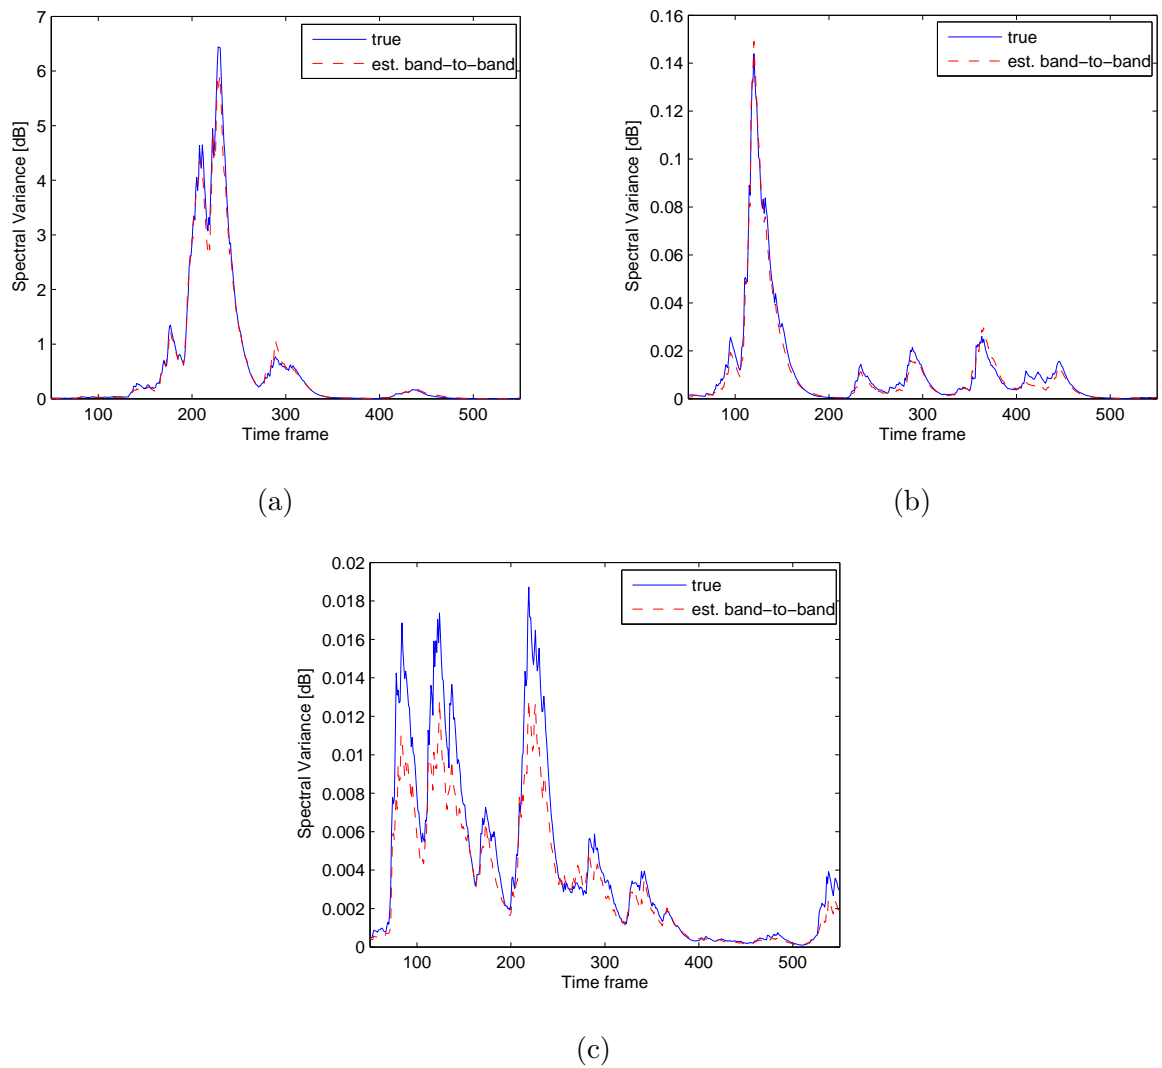 7
6
5
4
3
2
1
0
Spectral Variance [dB]
100 200 300 400 500
Time frame
true
est. band−to−band
(a)
0.16
0.14
0.12
0.1
0.08
0.06
0.04
0.02
0
Spectral Variance [dB]
100 200 300 400 500
Time frame
true
est. band−to−band
(b)
0.02
0.018
0.016
0.014
0.012
0.01
0.008
0.006
0.004
0.002
0
Spectral Variance [dB]
100 200 300 400 500
Time frame
true
est. band−to−band
(c)